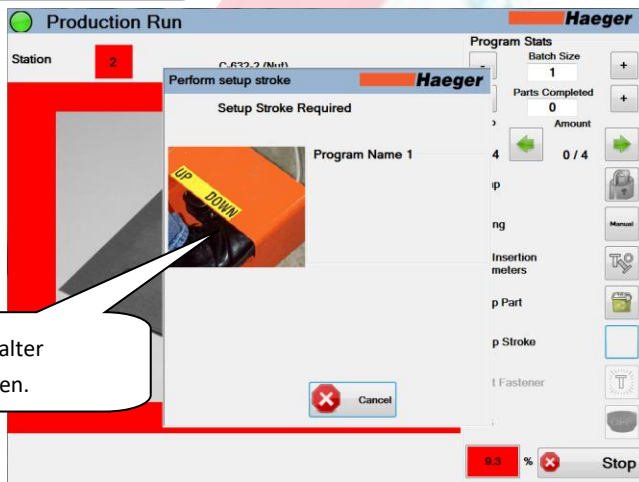 Production Run
Haeger
Station
2
C-632-2 (Nut)
Program Stats
Batch Size
-
1
+
Parts Completed
0
+
Amount
4
0 / 4
Manual
Insertion
p Part
p Stroke
t Fastener
T
OFF
9.3 %
Stop
Perform setup stroke
Haeger
Setup Stroke Required
UP DOWN
Program Name 1
Cancel
alter
en.